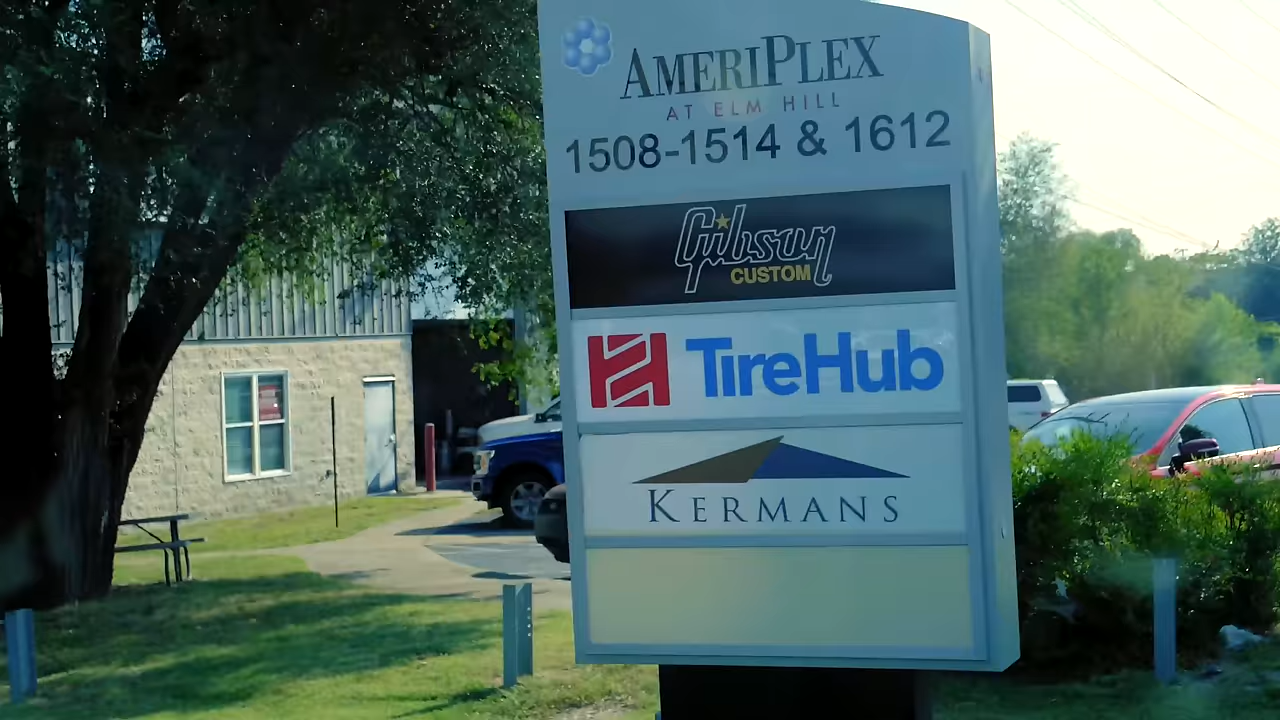 AMERIPLEX
AT ELM HILL
1508-1514 & 1612
Gibson
CUSTOM
TireHub
KERMANS